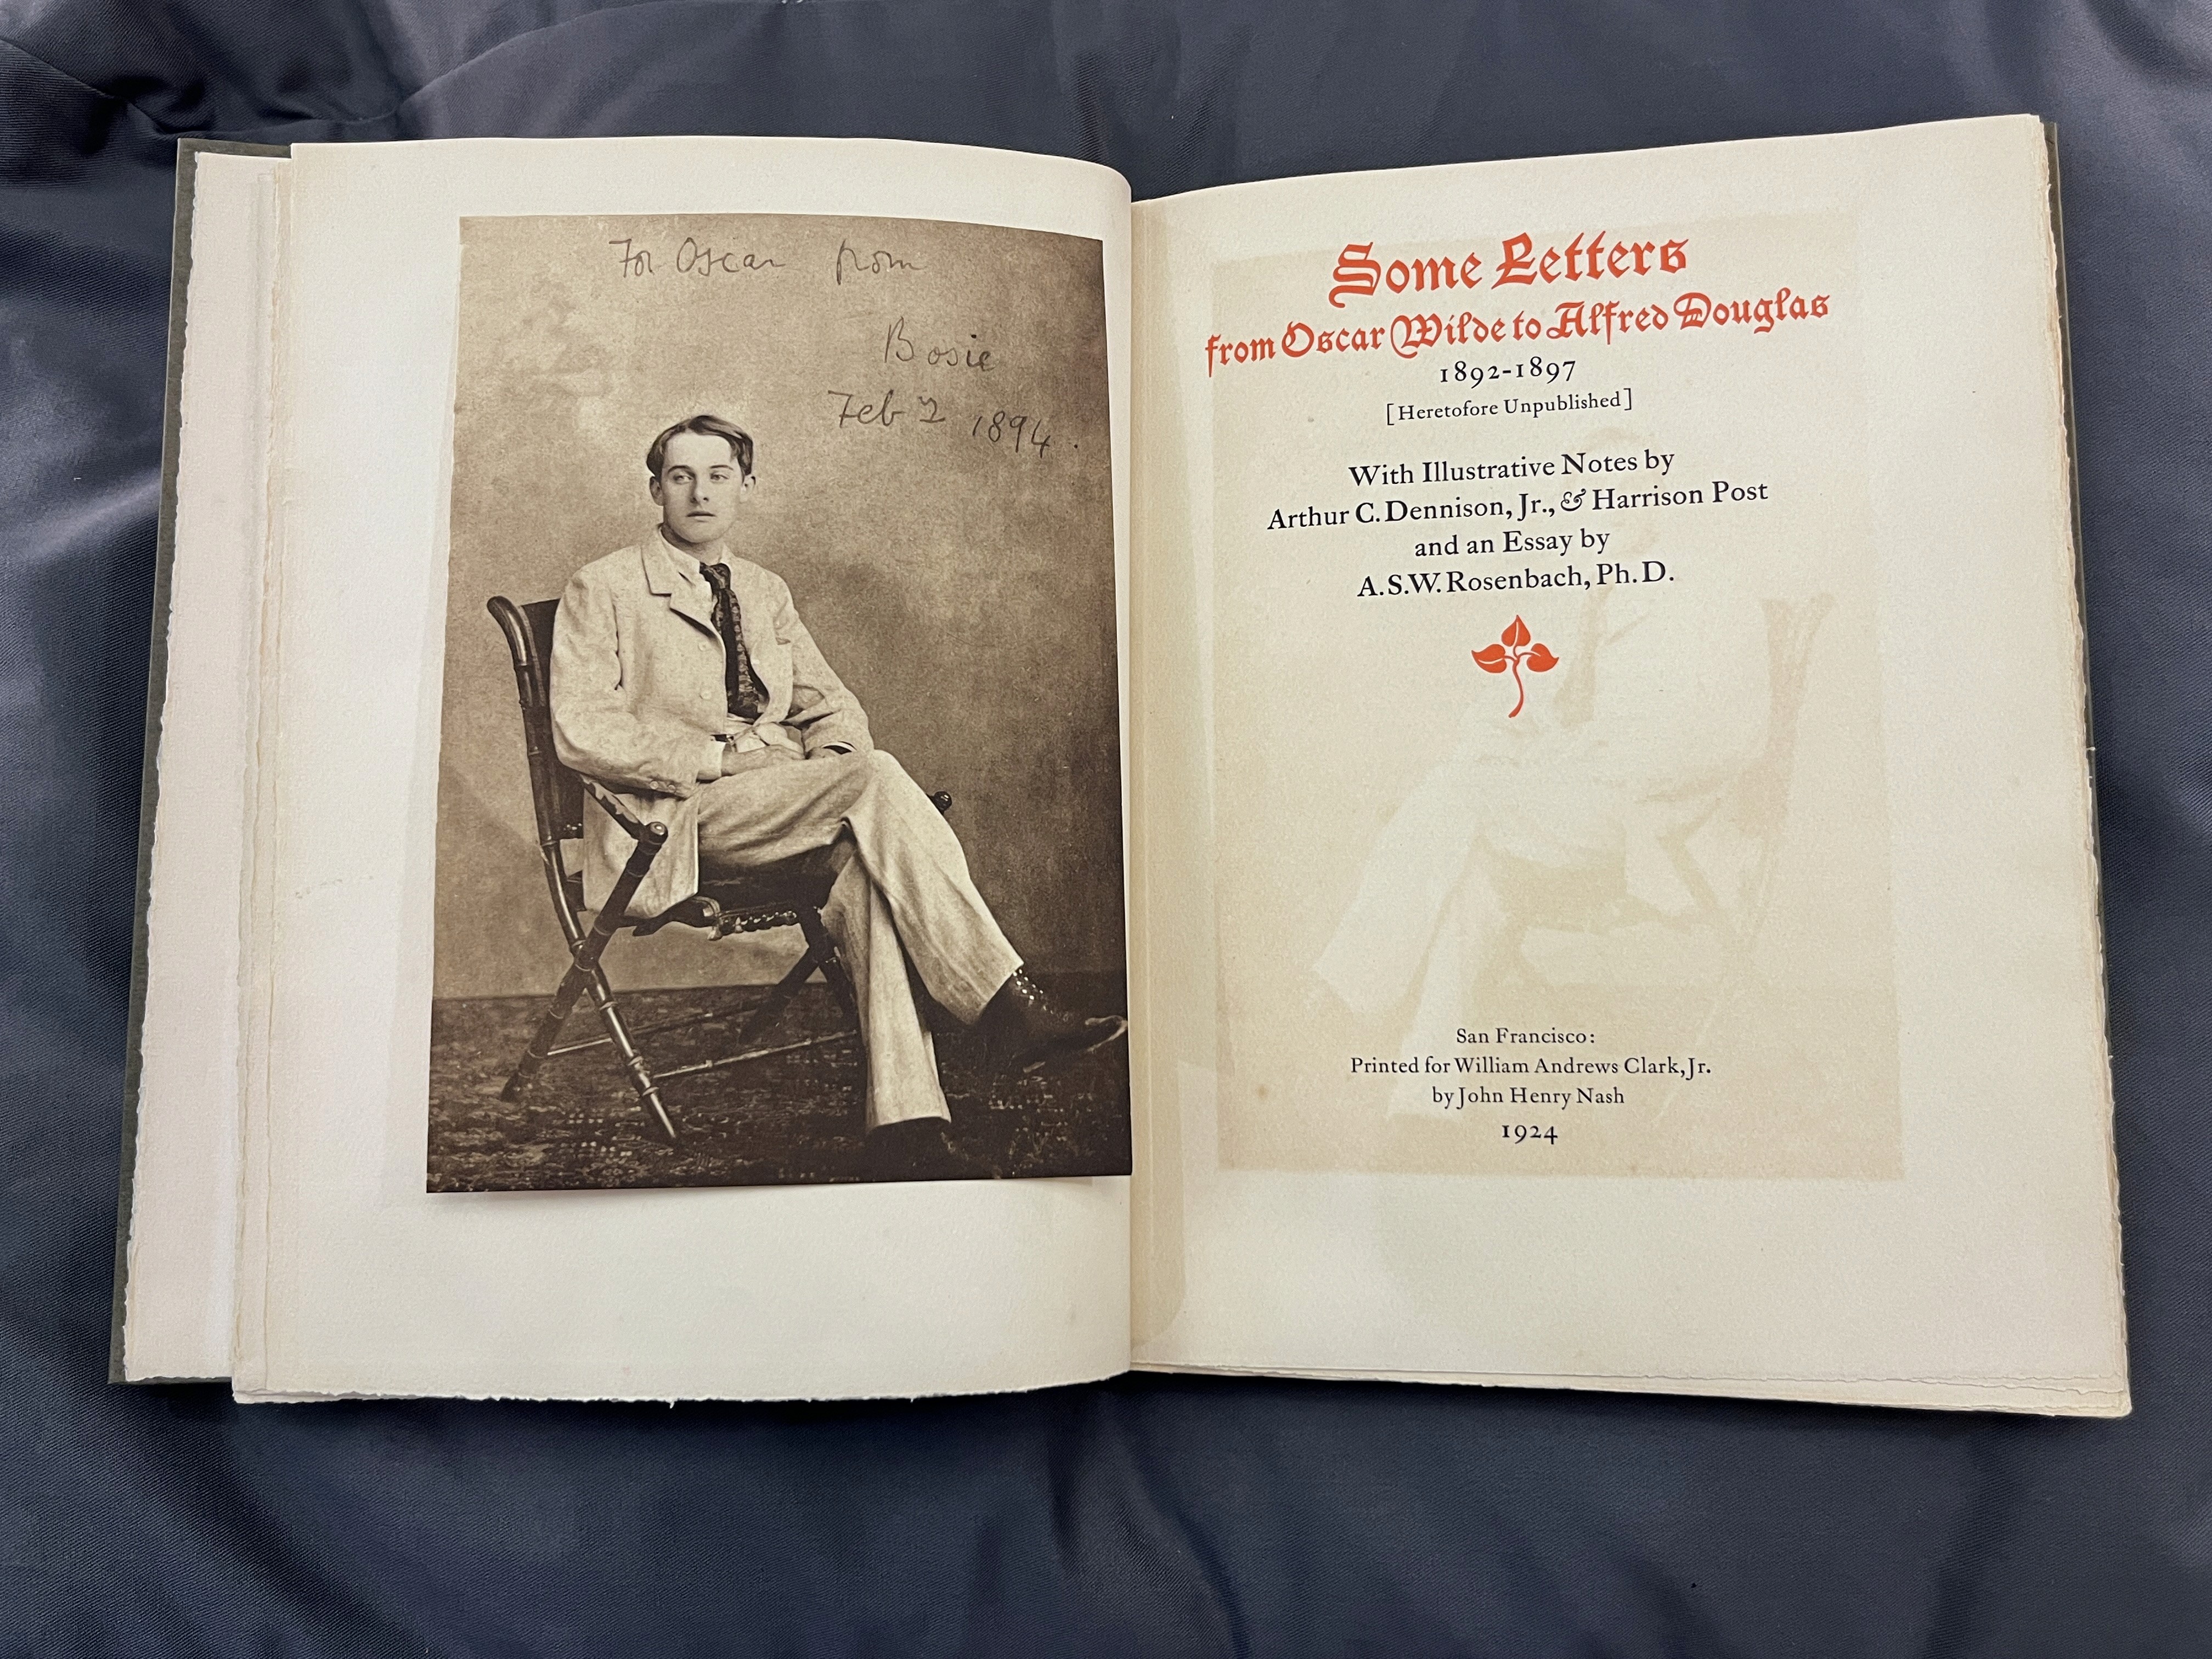 For Oscar from
Bosie
Feb 2 1894.
Some Letters
from Oscar Wilde to Alfred Douglas
1892-1897
[Heretofore Unpublished]
With Illustrative Notes by
Arthur C. Dennison, Jr., & Harrison Post
and an Essay by
A. S. W. Rosenbach, Ph. D.
San Francisco:
Printed for William Andrews Clark, Jr.
by John Henry Nash
1924